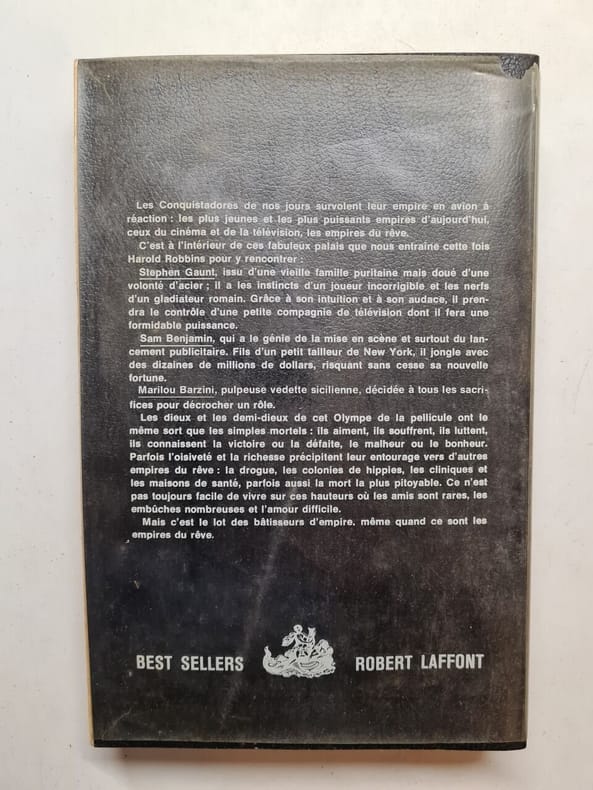 Les Conquistadores de nos jours survolent leur empire en avion à
réaction : les plus jeunes et les plus puissants empires d'aujourd'hui,
ceux du cinéma et de la télévision, les empires du rêve.
C'est à l'intérieur de ces fabuleux palais que nous entraine cette fois
Harold Robbins pour y rencontrer :
Stephen Gaunt, issu d'une vieille famille puritaine mais doué d'une
volonté d'acier ; il a les instincts d'un joueur incorrigible et les nerfs
d'un gladiateur romain. Grâce à son intuition et à son audace, il pren-
dra le contrôle d'une petite compagnie de télévision dont il fera une
formidable puissance.
Sam Benjamin, qui a le génie de la mise en scène et surtout du lan-
cement publicitaire. Fils d'un petit tailleur de New York, il jongle avec
des dizaines de millions de dollars, risquant sans cesse sa nouvelle
fortune.
Marilou Barzini, pulpeuse vedette sicilienne, décidée à tous les sacri-
fices pour décrocher un rôle.
Les dieux et les demi-dieux de cet Olympe de la pellicule ont le
même sort que les simples mortels : ils aiment, ils souffrent, ils luttent,
ils connaissent la victoire ou la défaite, le malheur ou le bonheur.
Parfois l'oisiveté et la richesse précipitent leur entourage vers d'autres
empires du rêve : la drogue, les colonies de hippies, les cliniques et
les maisons de santé, parfois aussi la mort la plus pitoyable. Ce n'est
pas toujours facile de vivre sur ces hauteurs où les amis sont rares, les
embûches nombreuses et l'amour difficile.
Mais c'est le lot des bâtisseurs d'empire, même quand ce sont les
empires du rêve.
BEST SELLERS ROBERT LAFFONT